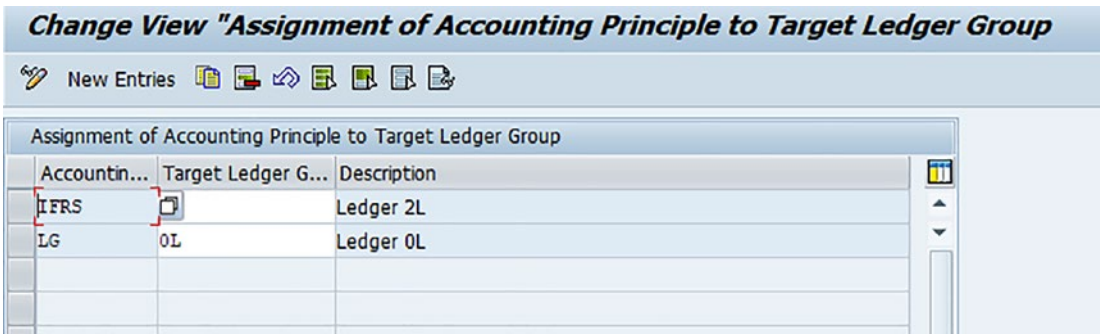 Change View "Assignment of Accounting Principle to Target Ledger Group
New Entries
Assignment of Accounting Principle to Target Ledger Group
Accountin... Target Ledger G... Description
IFRS Ledger 2L
LG 0L Ledger 0L